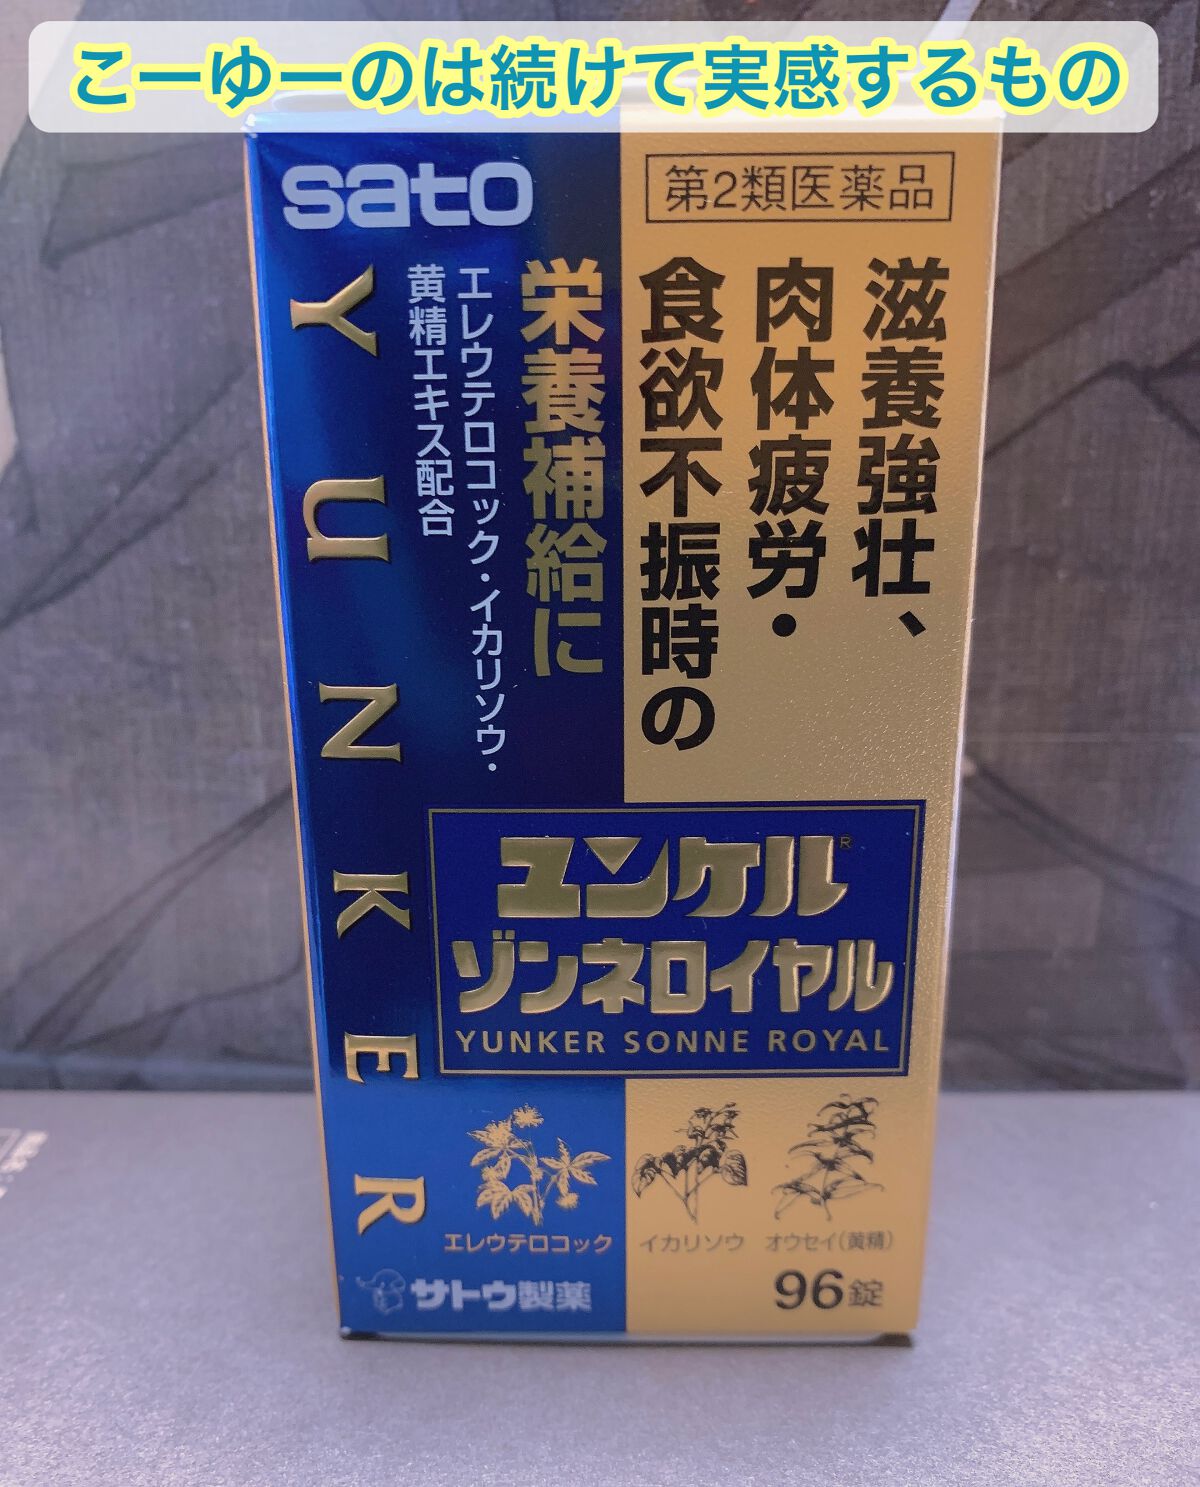 こーゆーのは続けて実感するもの
sato
第2類医薬品
滋養強壮、
肉体疲労・
食欲不振時の
栄養補給に
エレウテロコック・イカリソウ・
黄精エキス配合
YUNKER
ユンケル®
ゾンネロイヤル
YUNKER SONNE ROYAL
エレウテロコック
イカリソウ
オウセイ(黄精)
サトウ製薬
96錠